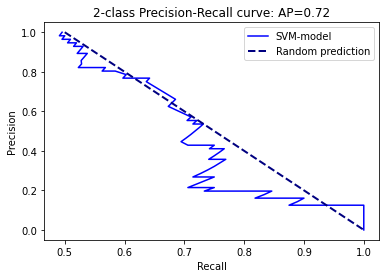 2-class Precision-Recall curve: AP=0.72
SVM-model
Random prediction
1.0
0.8
0.6
0.4
0.2
0.0
Precision
0.5
0.6
0.7
0.8
0.9
1.0
Recall